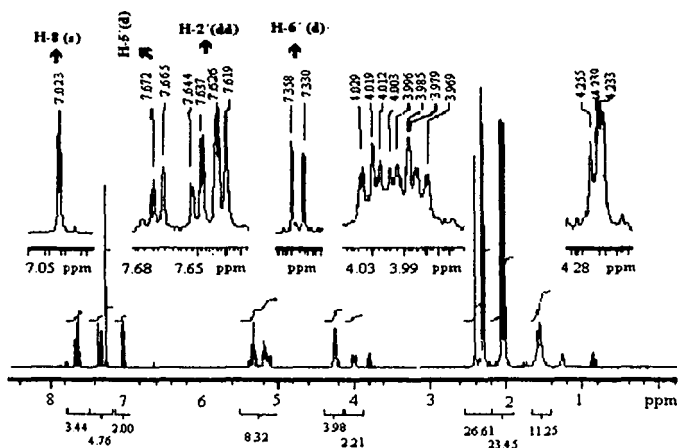 H-8 (s)
H-5´(d)
H-2´(dd)
H-6´ (d)
7.023
7.672
7.665
7.644
7.637
7.626
7.619
7.358
7.330
4.029
4.019
4.012
4.003
3.996
3.985
3.979
3.969
4.255
4.239
4.233
7.05 ppm
7.68 7.65 ppm
ppm
4.03 3.99 ppm
4.28 ppm
8 7 6 5 4 3 2 1 ppm
3.44 2.00 8.32 3.98 26.61 11.25
4.76 2.21 23.45